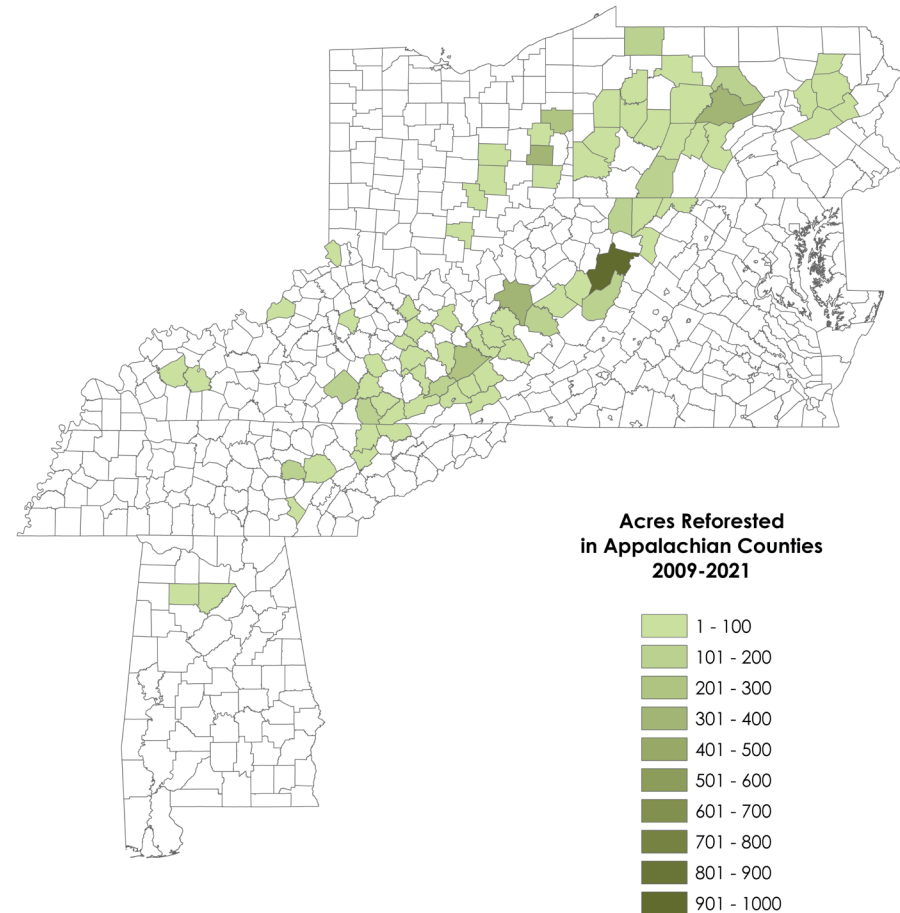 Acres Reforested
in Appalachian Counties
2009-2021
1 - 100
101 - 200
201 - 300
301 - 400
401 - 500
501 - 600
601 - 700
701 - 800
801 - 900
901 - 1000